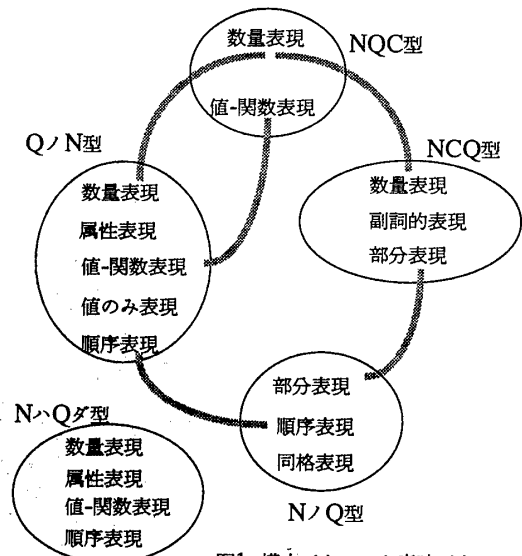 数量表現
NQC型
値-関数表現
QノN型
数量表現
属性表現
値-関数表現
値のみ表現
順序表現
NCQ型
数量表現
副詞的表現
部分表現
部分表現
順序表現
同格表現
NノQ型
NハQダ型
数量表現
属性表現
値-関数表現
順序表現
図1